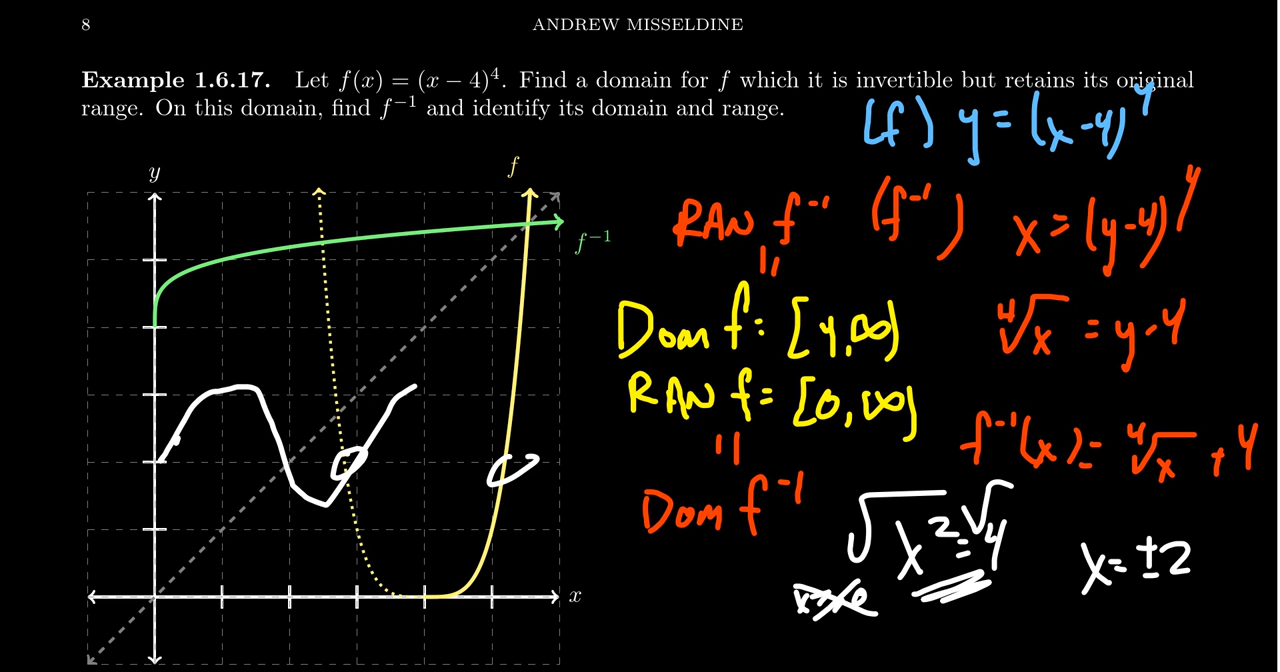 8 ANDREW MISSELDINE
Example 1.6.17. Let f(x) = (x − 4)⁴. Find a domain for f which it is invertible but retains its original
range. On this domain, find f⁻¹ and identify its domain and range.
(f) y = (x-4)⁴
y
f
RAN f⁻¹ (f⁻¹) x = (y-4)⁴
f⁻¹
=
Dom f = [4,∞)
⁴√x = y-4
RAN f = [0,∞)
=
f⁻¹(x) = ⁴√x + 4
Dom f⁻¹
√x² = √4
x = ±2
x